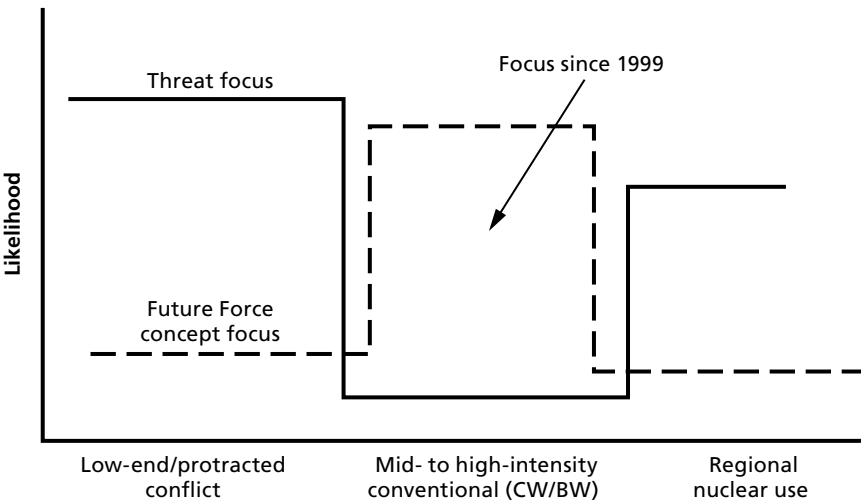 Threat focus
Focus since 1999
Likelihood
Future Force
concept focus
Low-end/protracted
conflict
Mid- to high-intensity
conventional (CW/BW)
Regional
nuclear use